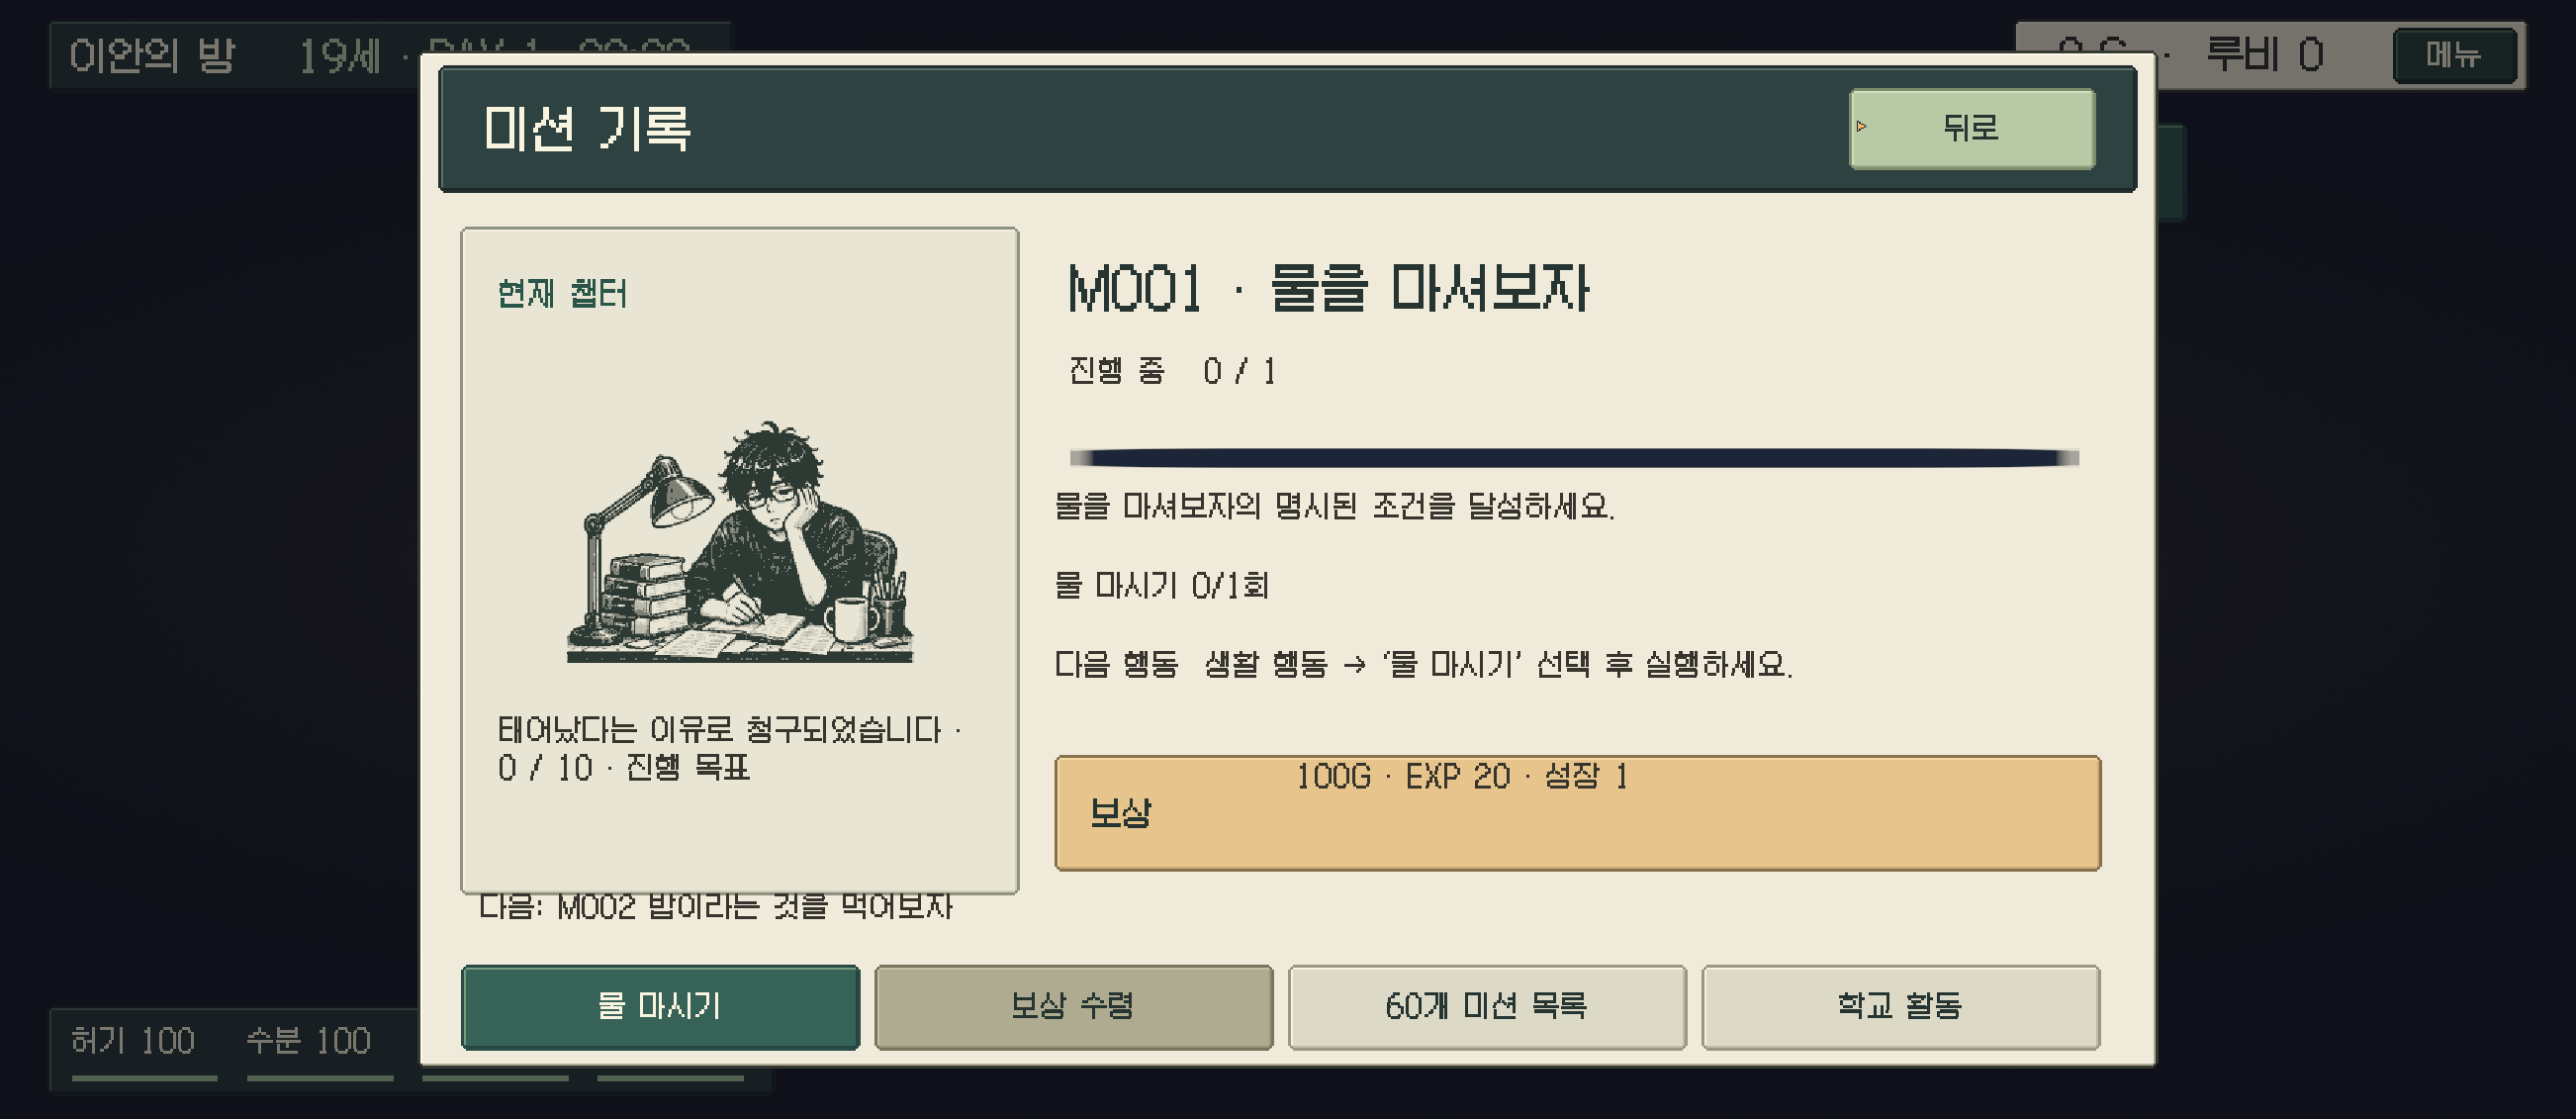 이안의 밤 19세 ·
· 루비 0 메뉴
미션 기록
뒤로
현재 챕터
태어났다는 이유로 청구되었습니다 ·
0 / 10 · 진행 목표
다음: M002 밥이라는 것을 먹어보자
M001 · 물을 마셔보자
진행 중 0 / 1
물을 마셔보자의 명시된 조건을 달성하세요.
물 마시기 0/1회
다음 행동 생활 행동 → '물 마시기' 선택 후 실행하세요.
100G · EXP 20 · 성장 1
보상
물 마시기
보상 수령
60개 미션 목록
학교 활동
허기 100 수분 100